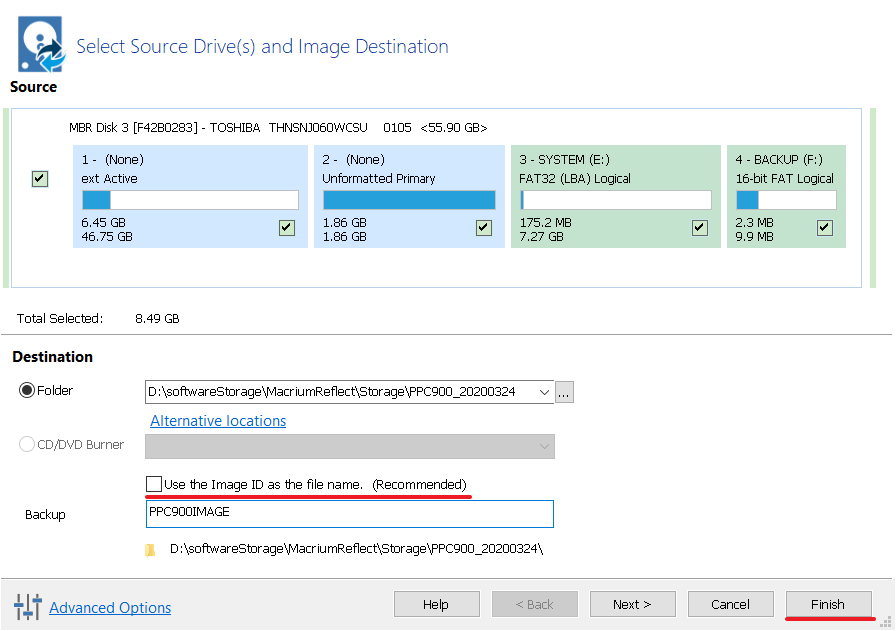 Select Source Drive(s) and Image Destination
Source
MBR Disk 3 [F42B0283] - TOSHIBA THNSNJ060WCSU 0105 <55.90 GB>
1 - (None)
ext Active
6.45 GB
46.75 GB
2 - (None)
Unformatted Primary
1.86 GB
1.86 GB
3 - SYSTEM (E:)
FAT32 (LBA) Logical
175.2 MB
7.27 GB
4 - BACKUP (F:)
16-bit FAT Logical
2.3 MB
9.9 MB
Total Selected: 8.49 GB
Destination
Folder D:\softwareStorage\MacriumReflect\Storage\PPC900_20200324 ...
Alternative locations
CD/DVD Burner
Use the Image ID as the file name. (Recommended)
Backup PPC900IMAGE
D:\softwareStorage\MacriumReflect\Storage\PPC900_20200324\
Advanced Options Help < Back Next > Cancel Finish